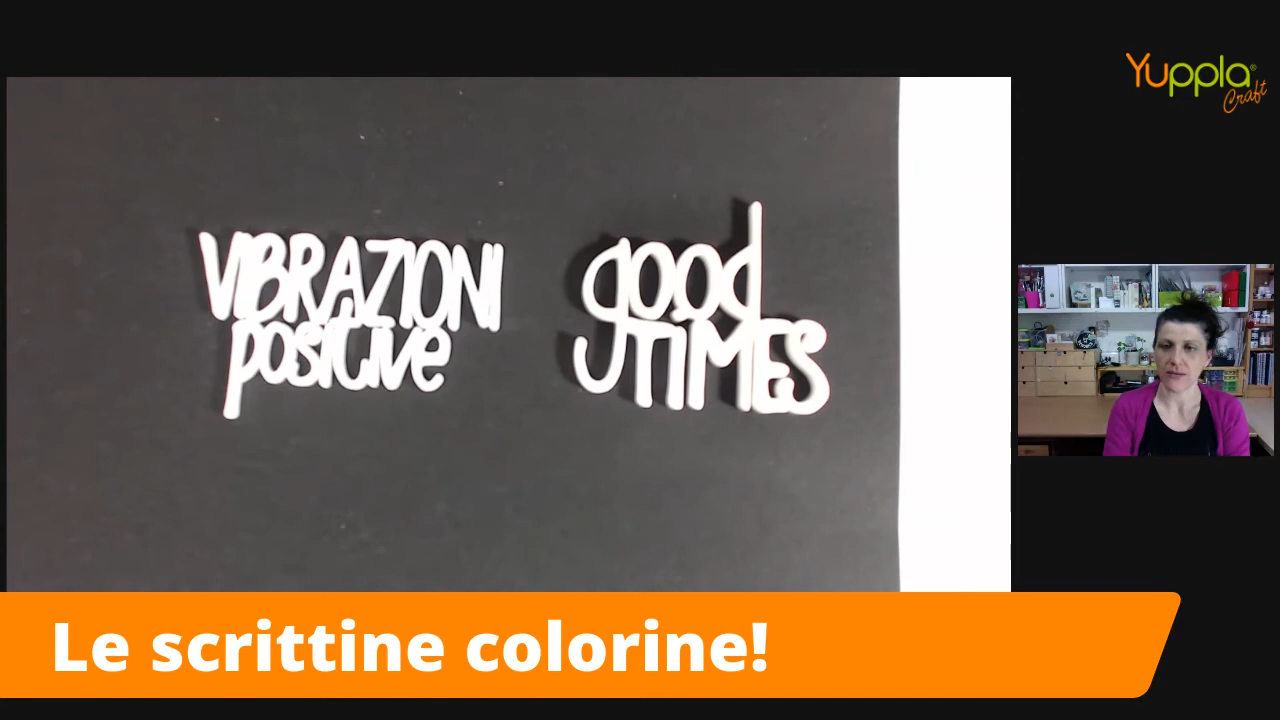 Yuppla®
Craft
VIBRAZIONI
positive
good
TIMES
Le scrittine colorine!